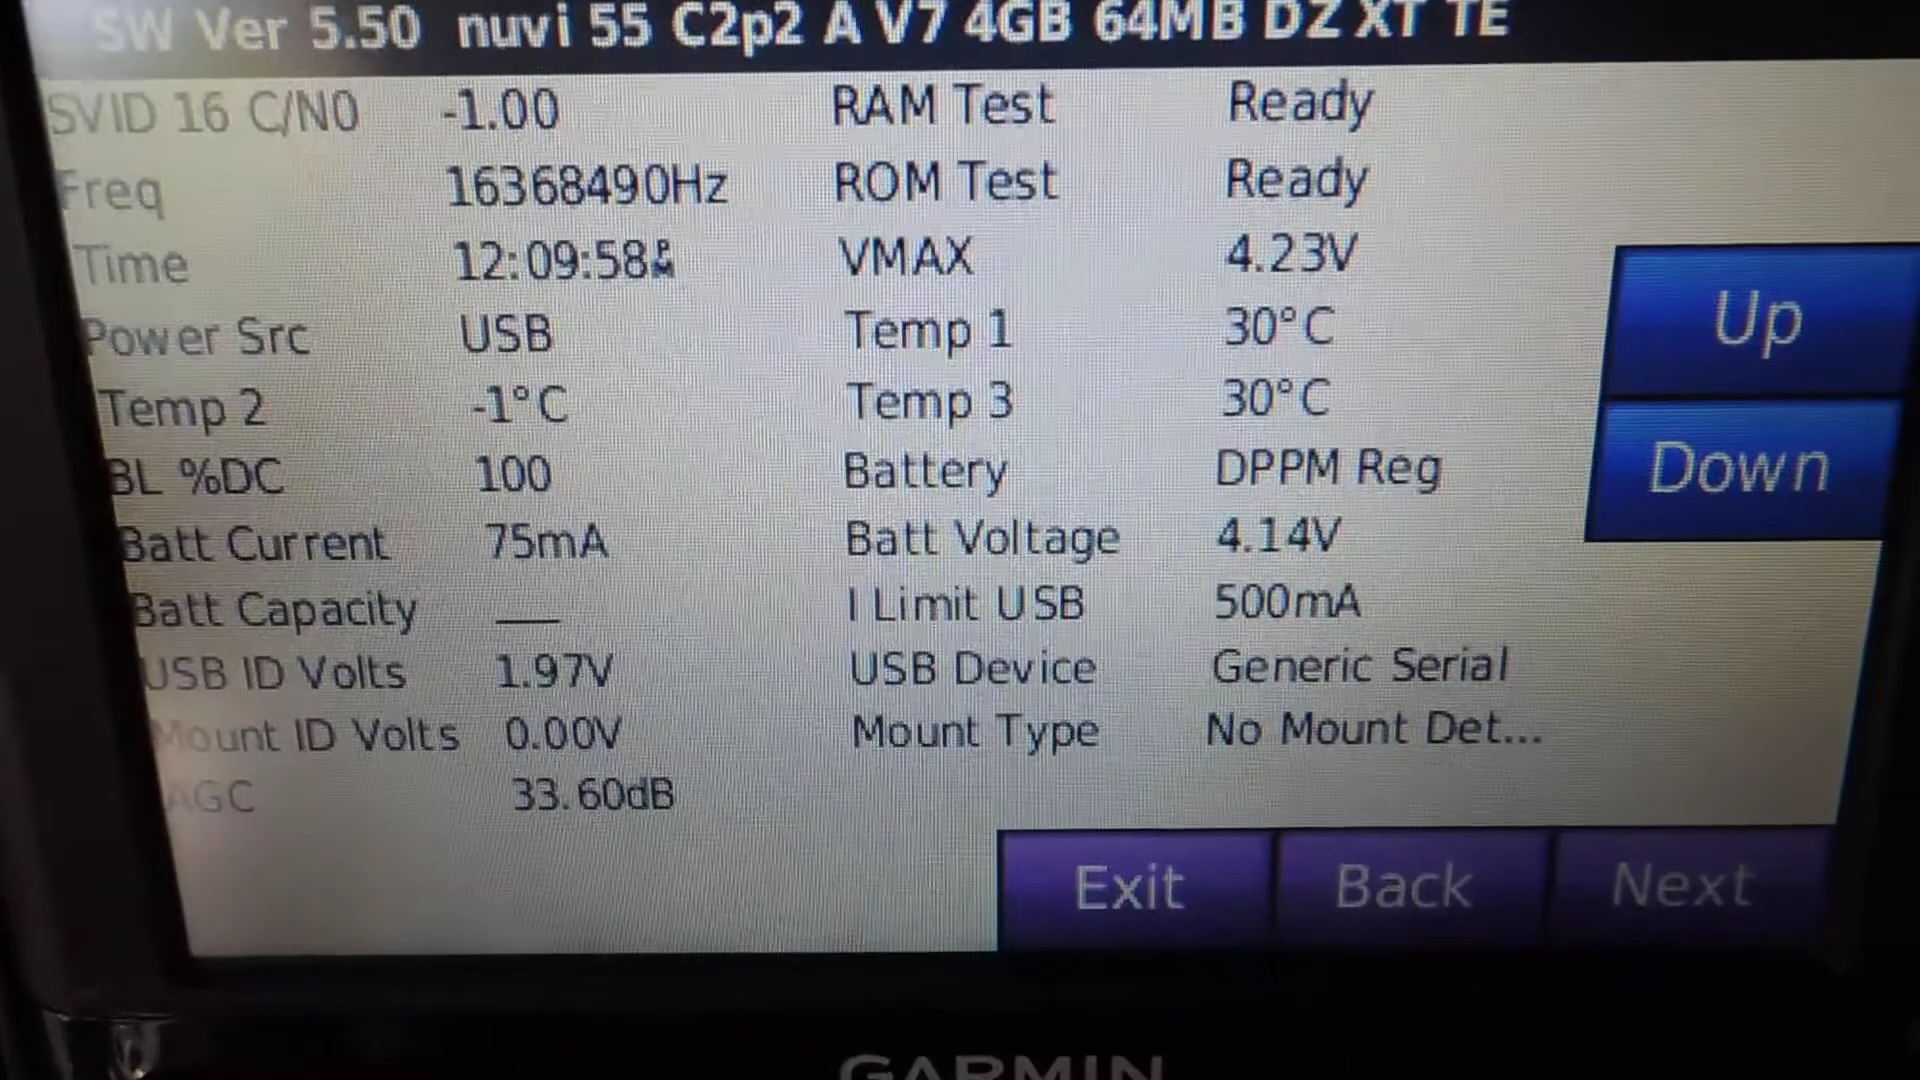 SW Ver 5.50 nuvi 55 C2p2 A V7 4GB 64MB DZ XT TE
SVID 16 C/N0 -1.00 RAM Test Ready
Freq 16368490Hz ROM Test Ready
Time 12:09:58PM VMAX 4.23V
Power Src USB Temp 1 30°C
Up
Temp 2 -1°C Temp 3 30°C
BL %DC 100 Battery DPPM Reg
Down
Batt Current 75mA Batt Voltage 4.14V
Batt Capacity ___ I Limit USB 500mA
USB ID Volts 1.97V USB Device Generic Serial
Mount ID Volts 0.00V Mount Type No Mount Det...
AGC 33.60dB
Exit Back Next
GARMIN